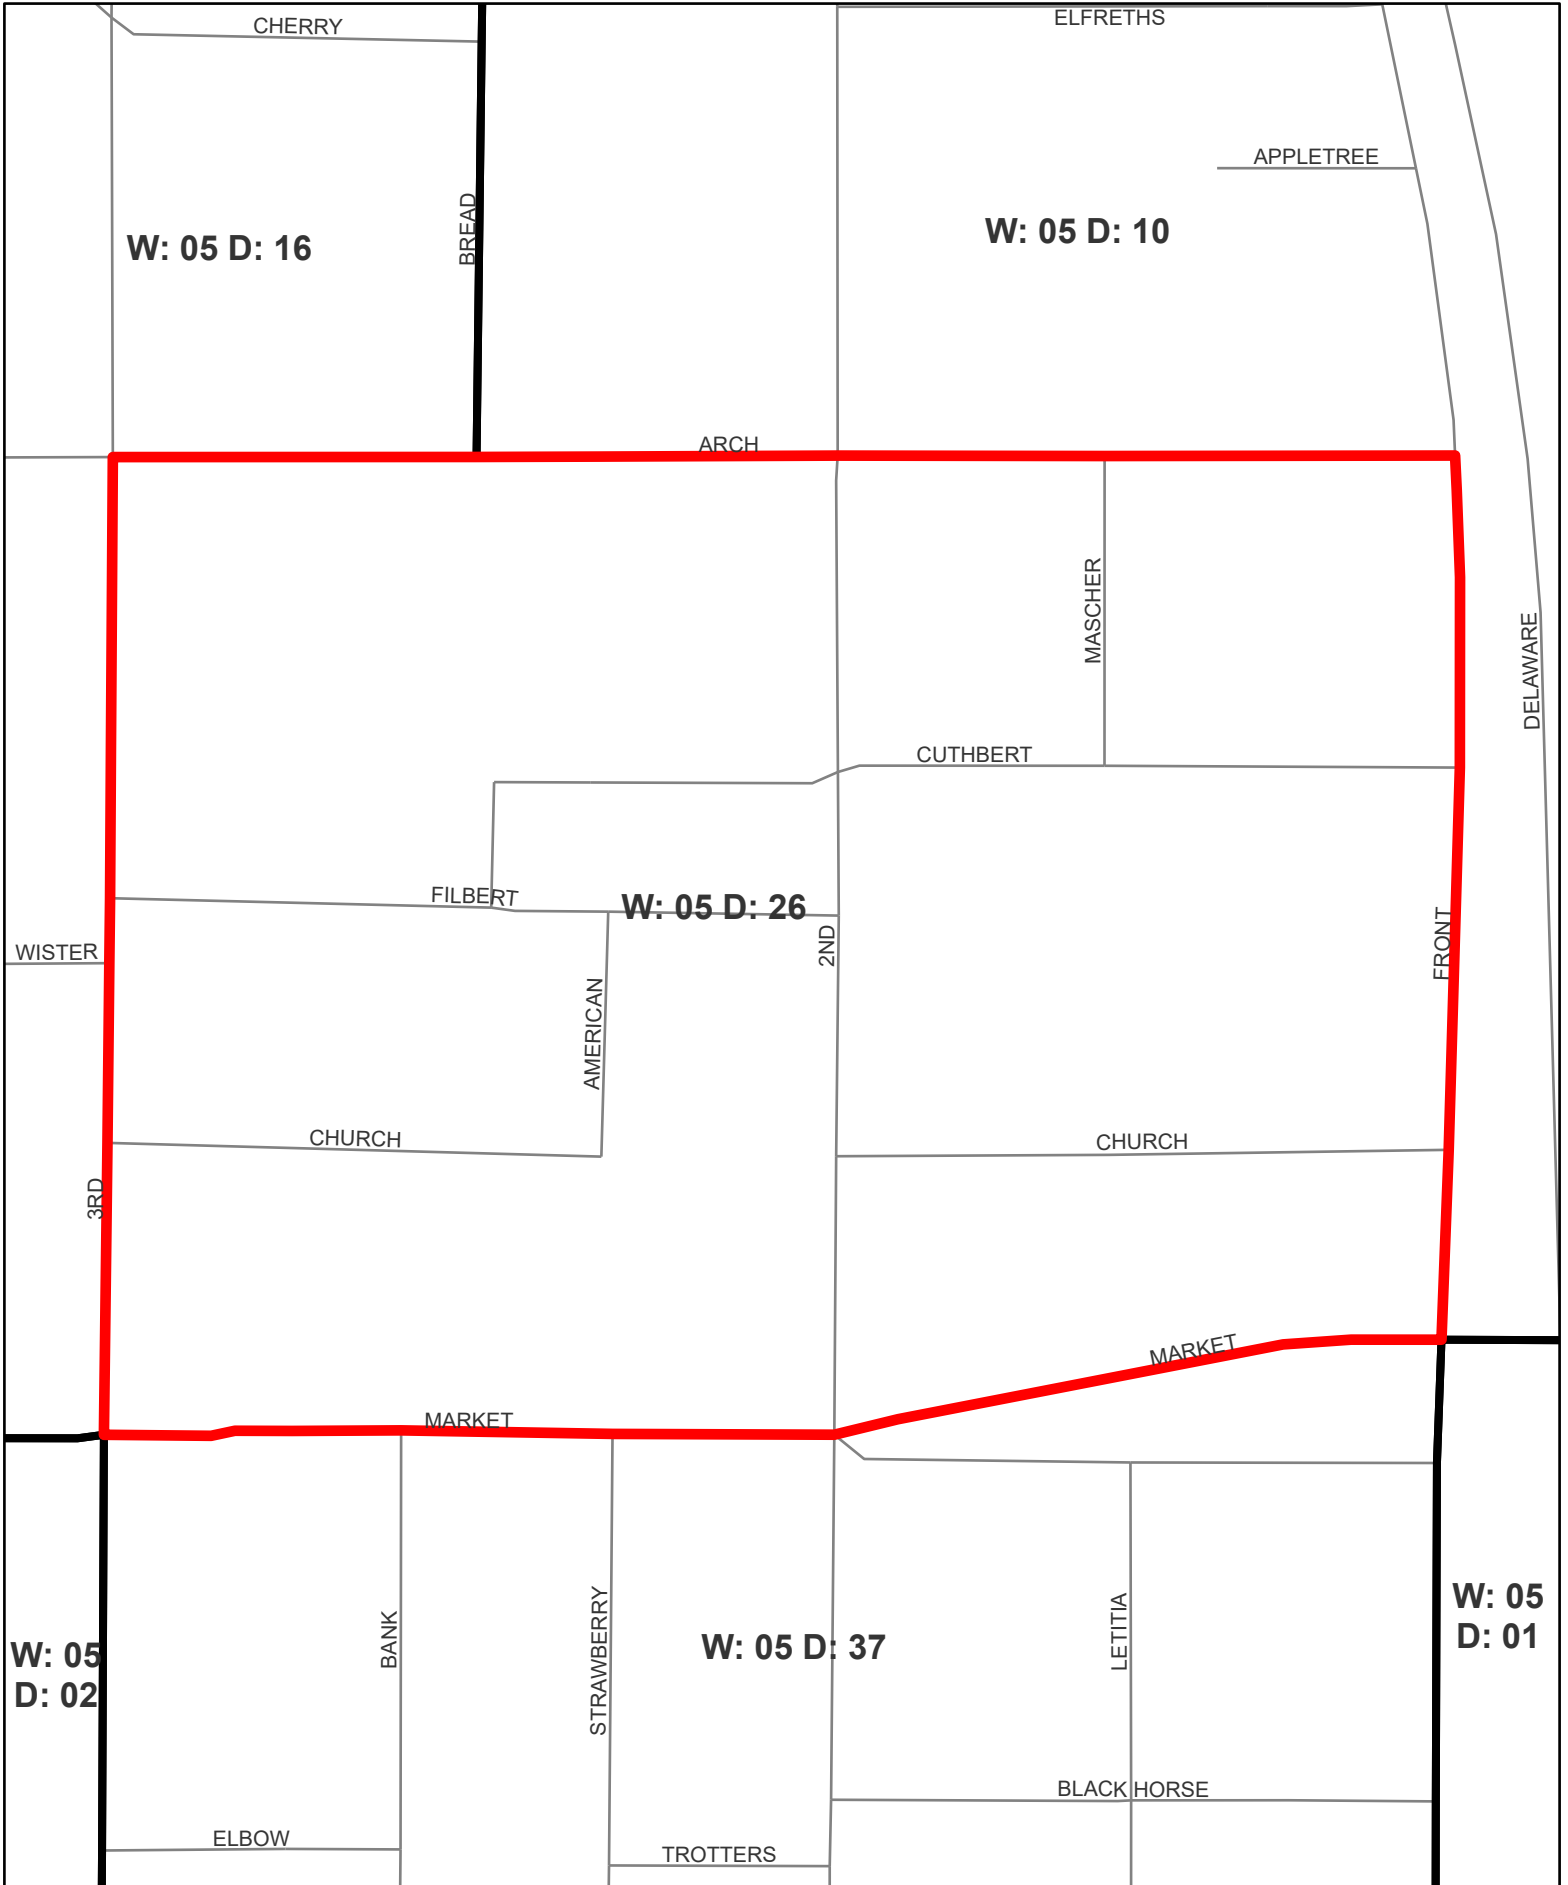 CHERRY
ELFRETHS
APPLETREE
BREAD
W: 05 D: 16
W: 05 D: 10
ARCH
MASCHER
DELAWARE
CUTHBERT
FILBERT
W: 05 D: 26
2ND
FRONT
WISTER
AMERICAN
CHURCH
CHURCH
3RD
MARKET
MARKET
BANK
STRAWBERRY
LETITIA
W: 05
D: 01
W: 05
D: 02
W: 05 D: 37
BLACK HORSE
ELBOW
TROTTERS